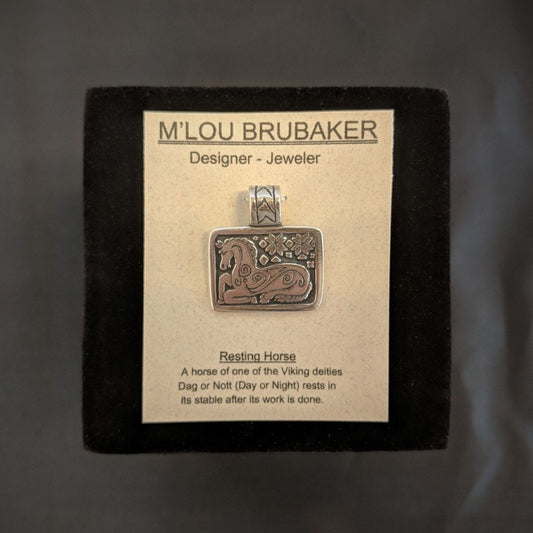 M'LOU BRUBAKER
Designer - Jeweler
Resting Horse
A horse of one of the Viking deities
Dag or Nott (Day or Night) rests in
its stable after its work is done.